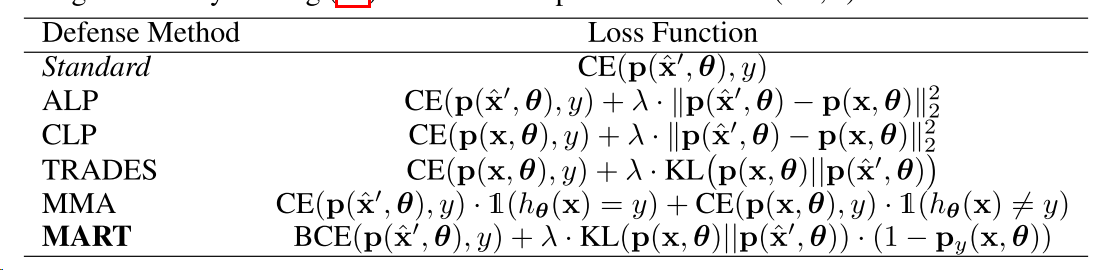 Defense Method Loss Function
Standard CE(p(x̂′, θ), y)
ALP CE(p(x̂′, θ), y) + λ · ‖p(x̂′, θ) − p(x, θ)‖²₂
CLP CE(p(x, θ), y) + λ · ‖p(x̂′, θ) − p(x, θ)‖²₂
TRADES CE(p(x, θ), y) + λ · KL(p(x, θ)||p(x̂′, θ))
MMA CE(p(x̂′, θ), y) · 𝟙(h_θ(x) = y) + CE(p(x, θ), y) · 𝟙(h_θ(x) ≠ y)
MART BCE(p(x̂′, θ), y) + λ · KL(p(x, θ)||p(x̂′, θ)) · (1 − p_y(x, θ))